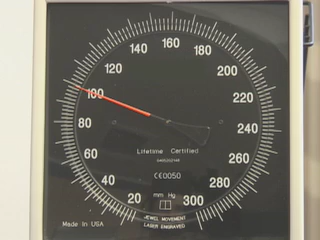 160
140 180
120 200
100 220
80 240
60 260
40 280
20 300
Lifetime Certified
CE0050
mm Hg
Made in USA
JEWEL MOVEMENT
LASER ENGRAVED